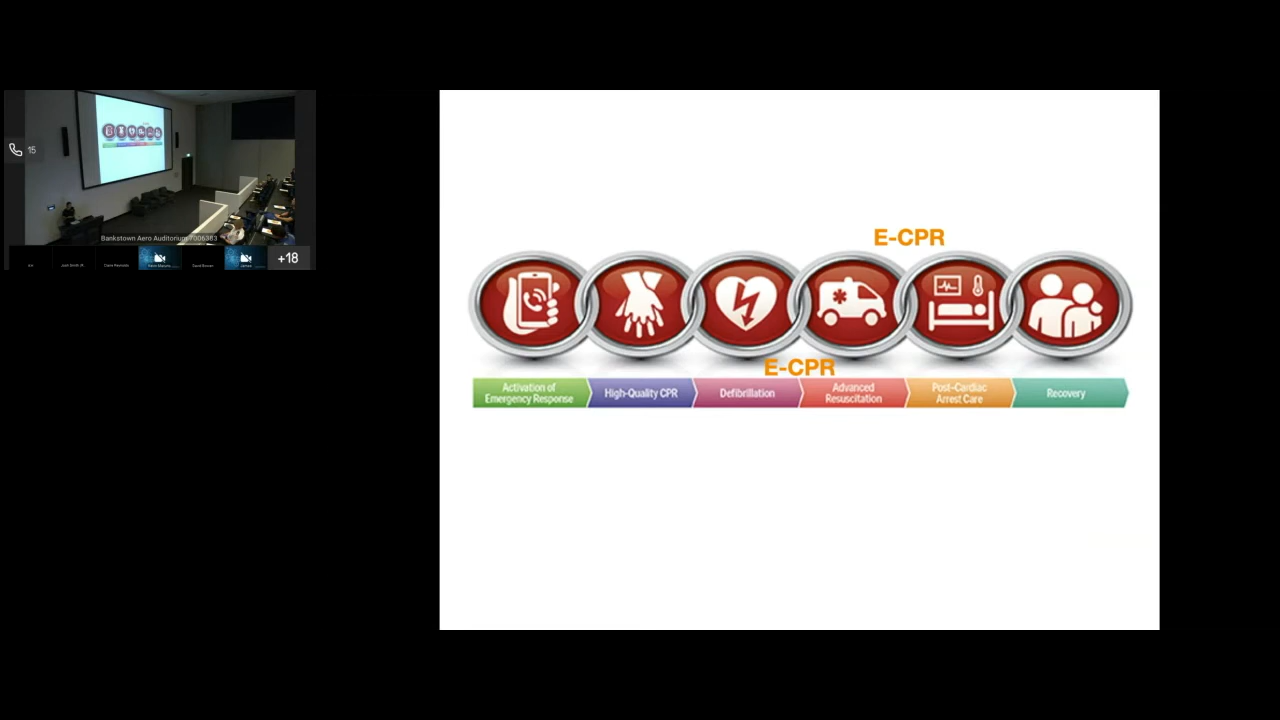 15
Bankstown Aero Auditorium 7006383
+18
E-CPR
E-CPR
Activation of
Emergency Response
High-Quality CPR
Defibrillation
Advanced
Resuscitation
Post-Cardiac
Arrest Care
Recovery